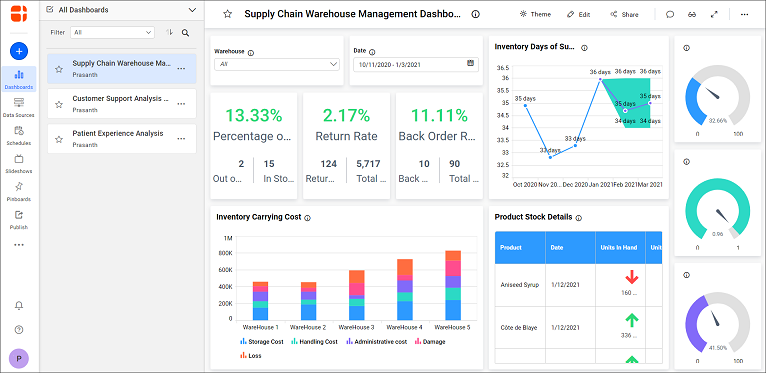 All Dashboards
Supply Chain Warehouse Management Dashbo...
Theme
Edit
Share
Filter
All
Dashboards
Data Sources
Schedules
Slideshows
Pinboards
Publish
P
Supply Chain Warehouse Ma...
Prasanth
Customer Support Analysis ...
Prasanth
Patient Experience Analysis
Prasanth
Warehouse
All
Date
10/11/2020 - 1/3/2021
13.33%
Percentage o...
2
15
Out o...
In Sto...
2.17%
Return Rate
124
5,717
Retur...
Total ...
11.11%
Back Order R...
10
90
Back ...
Total ...
Inventory Days of Su...
36.5
36
35.5
35
34.5
34
33.5
33
32.5
32
35 days
33 days
33 days
36 days
36 days
36 days
35 days
35 days
34 days
34 days
Oct 2020
Nov 20...
Dec 2020
Jan 2021
Feb 2021
Mar 2021
32.66%
0
100
0.96
0
1
41.50%
0
100
Inventory Carrying Cost
1M
800K
600K
400K
200K
0
WareHouse 1
WareHouse 2
WareHouse 3
WareHouse 4
WareHouse 5
Storage Cost
Handling Cost
Administrative cost
Damage
Loss
Product Stock Details
Product
Date
Units In Hand
Unit
Aniseed Syrup
1/12/2021
160 ...
Côte de Blaye
1/12/2021
336 ...